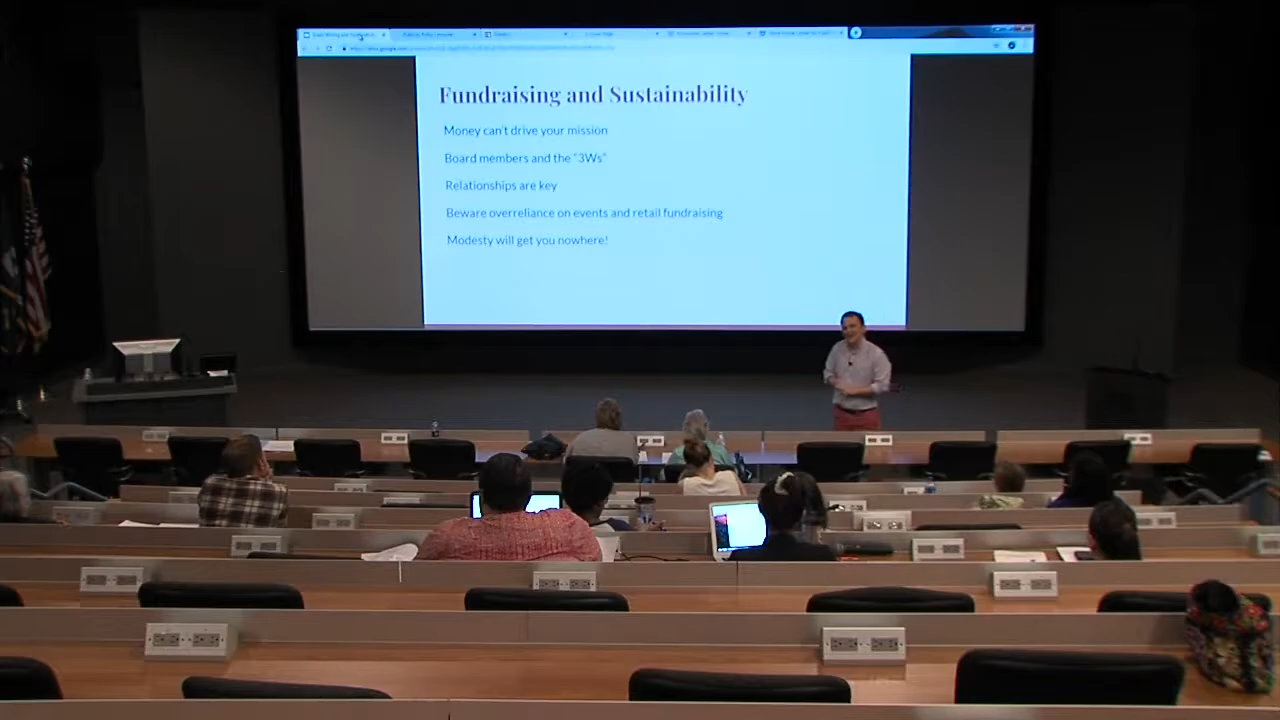 Fundraising and Sustainability
Money can't drive your mission
Board members and the "3Ws"
Relationships are key
Beware overreliance on events and retail fundraising
Modesty will get you nowhere!